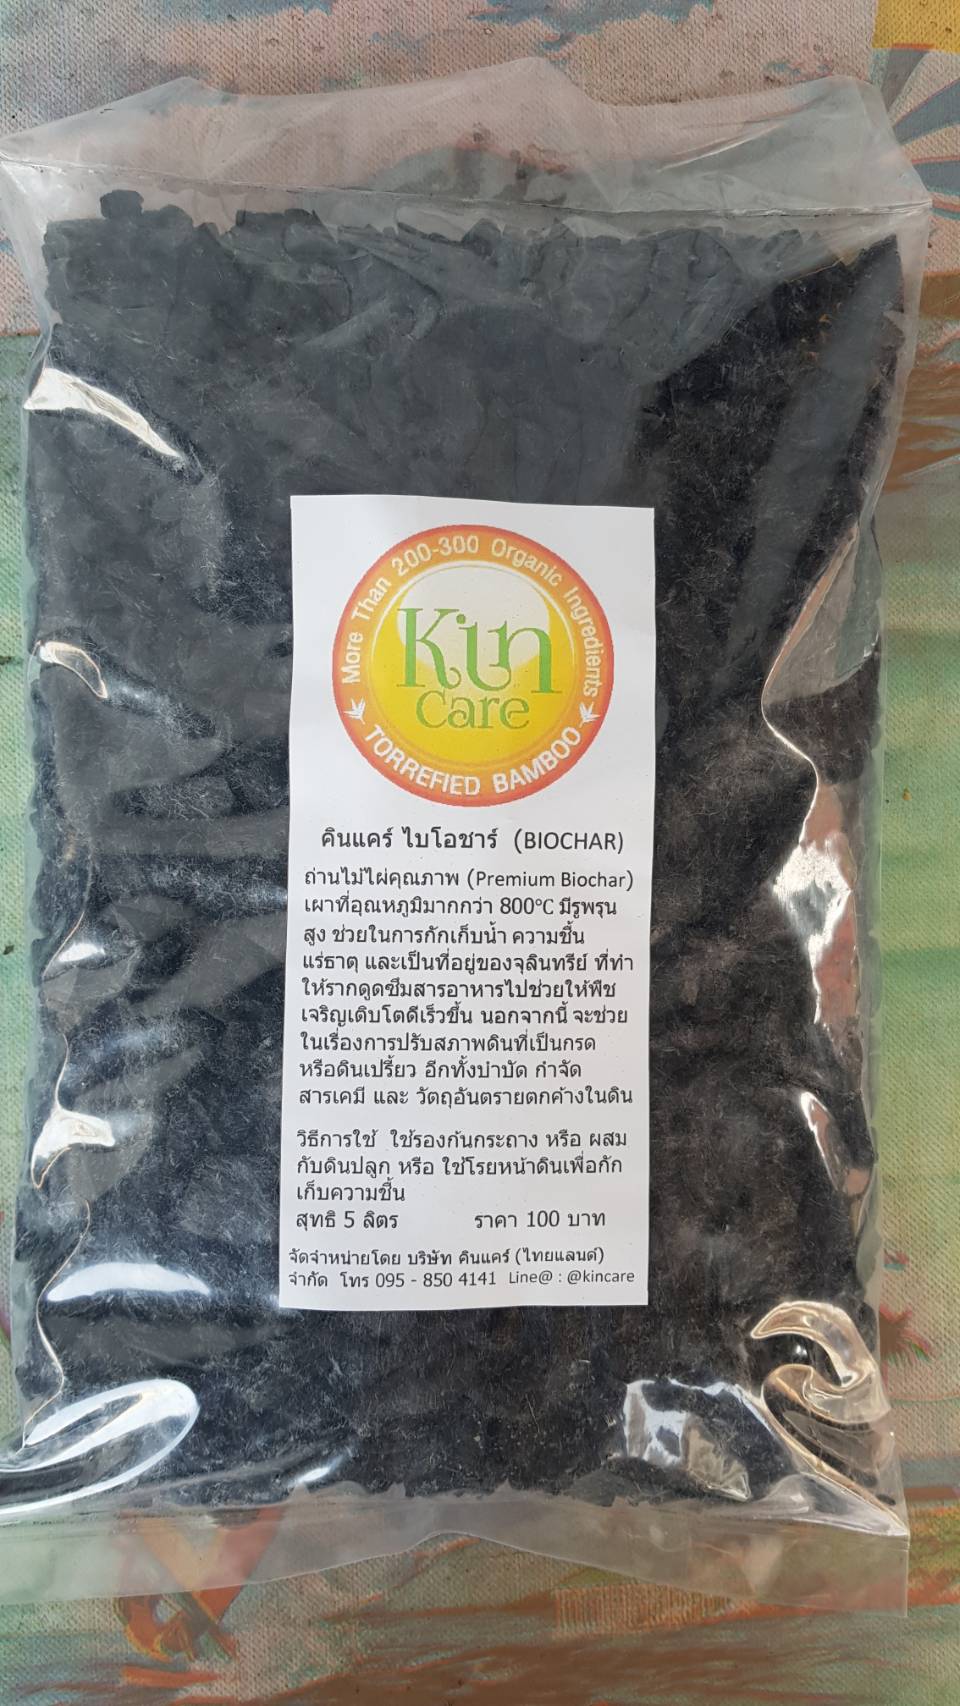 More Than 200-300 Organic Ingredients
Kin
Care
TORREFIED BAMBOO
คินแคร์ ไบโอชาร์ (BIOCHAR)
ถ่านไม้ไผ่คุณภาพ (Premium Biochar)
เผาที่อุณหภูมิมากกว่า 800°C มีรูพรุน
สูง ช่วยในการกักเก็บน้ำ ความชื้น
แร่ธาตุ และเป็นที่อยู่ของจุลินทรีย์ ที่ทำ
ให้รากดูดซึมสารอาหารไปช่วยให้พืช
เจริญเติบโตดีเร็วขึ้น นอกจากนี้ จะช่วย
ในเรื่องการปรับสภาพดินที่เป็นกรด
หรือดินเปรี้ยว อีกทั้งบำบัด กำจัด
สารเคมี และ วัตถุอันตรายตกค้างในดิน
วิธีการใช้ ใช้รองก้นกระถาง หรือ ผสม
กับดินปลูก หรือ ใช้โรยหน้าดินเพื่อกัก
เก็บความชื้น
สุทธิ 5 ลิตร ราคา 100 บาท
จัดจำหน่ายโดย บริษัท คินแคร์ (ไทยแลนด์)
จำกัด โทร 095 - 850 4141 Line@ : @kincare